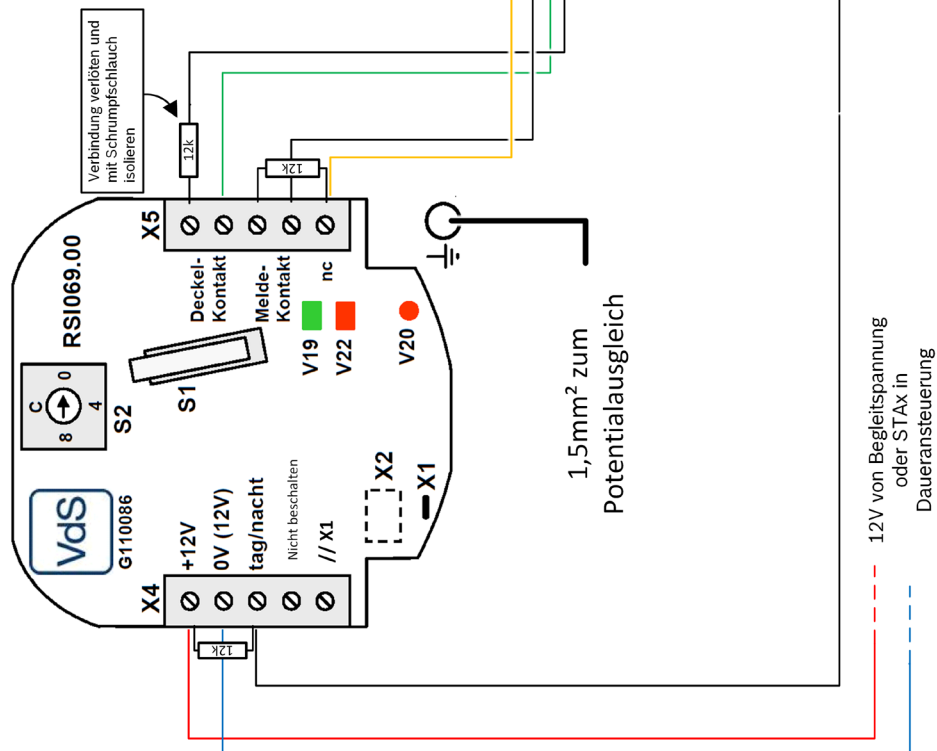 Verbindung verlöten und
mit Schrumpfschlauch
isolieren
12k
12k
X5
RSI069.00
Deckel-
Kontakt
Melde-
Kontakt
nc
V19
V22
V20
S1
C
0
8
4
S2
1,5mm² zum
Potentialausgleich
12V von Begleitspannung
oder STAx in
Daueransteuerung
VdS
G110086
X4
+12V
0V (12V)
tag/nacht
Nicht beschalten
// X1
X2
X1
12k